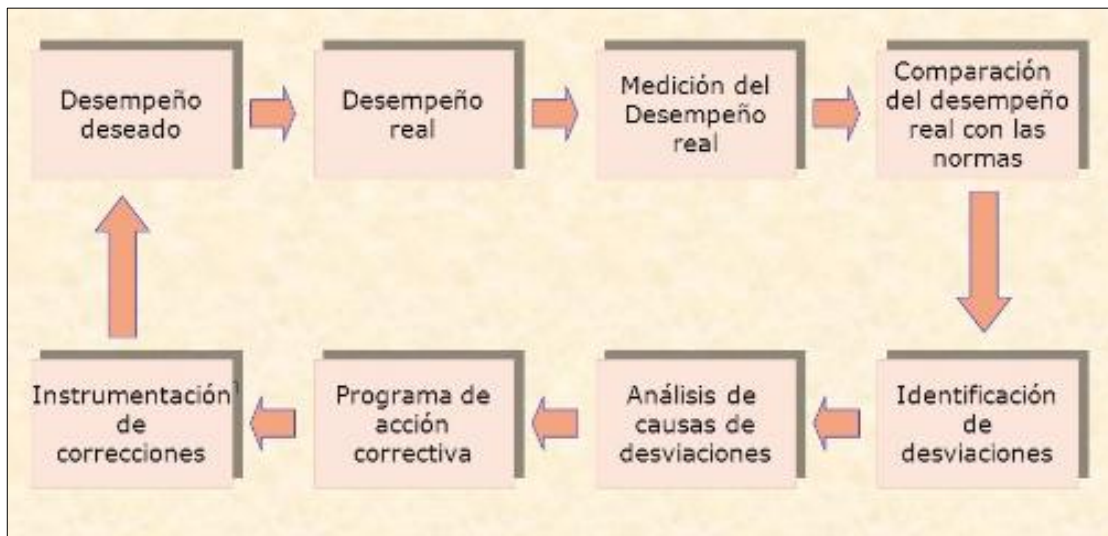 Desempeño
deseado
Desempeño
real
Medición del
Desempeño
real
Comparación
del desempeño
real con las
normas
Identificación
de
desviaciones
Análisis de
causas de
desviaciones
Programa de
acción
correctiva
Instrumentación
de
correcciones